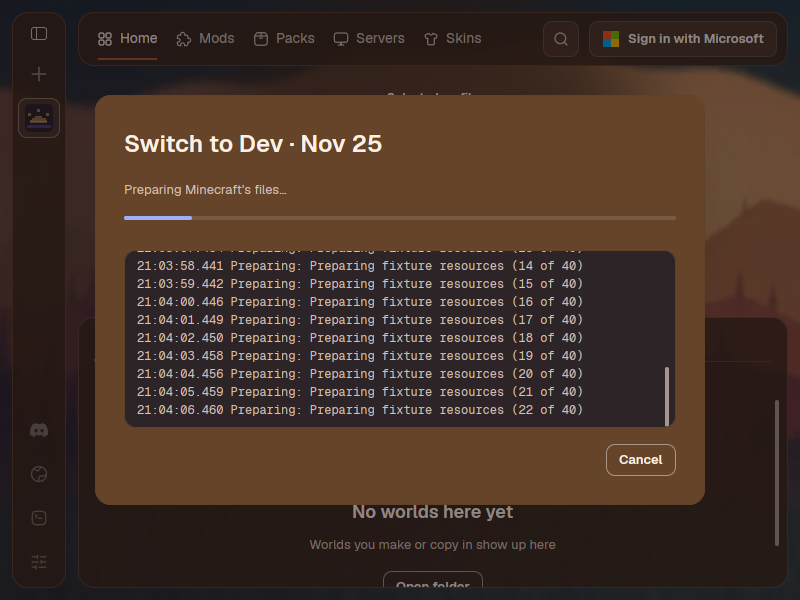 Home
Mods
Packs
Servers
Skins
Sign in with Microsoft
Switch to Dev · Nov 25
Preparing Minecraft's files…
21:03:58.441 Preparing: Preparing fixture resources (14 of 40)
21:03:59.442 Preparing: Preparing fixture resources (15 of 40)
21:04:00.446 Preparing: Preparing fixture resources (16 of 40)
21:04:01.449 Preparing: Preparing fixture resources (17 of 40)
21:04:02.450 Preparing: Preparing fixture resources (18 of 40)
21:04:03.458 Preparing: Preparing fixture resources (19 of 40)
21:04:04.456 Preparing: Preparing fixture resources (20 of 40)
21:04:05.459 Preparing: Preparing fixture resources (21 of 40)
21:04:06.460 Preparing: Preparing fixture resources (22 of 40)
Cancel
No worlds here yet
Worlds you make or copy in show up here
Open folder